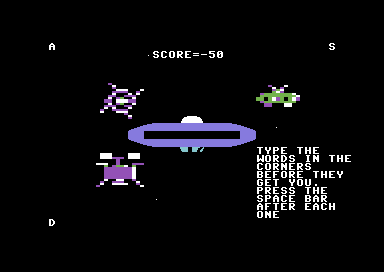 A S
SCORE=-50
TYPE THE
WORDS IN THE
CORNERS
BEFORE THEY
GET YOU.
PRESS THE
SPACE BAR
AFTER EACH
ONE
D